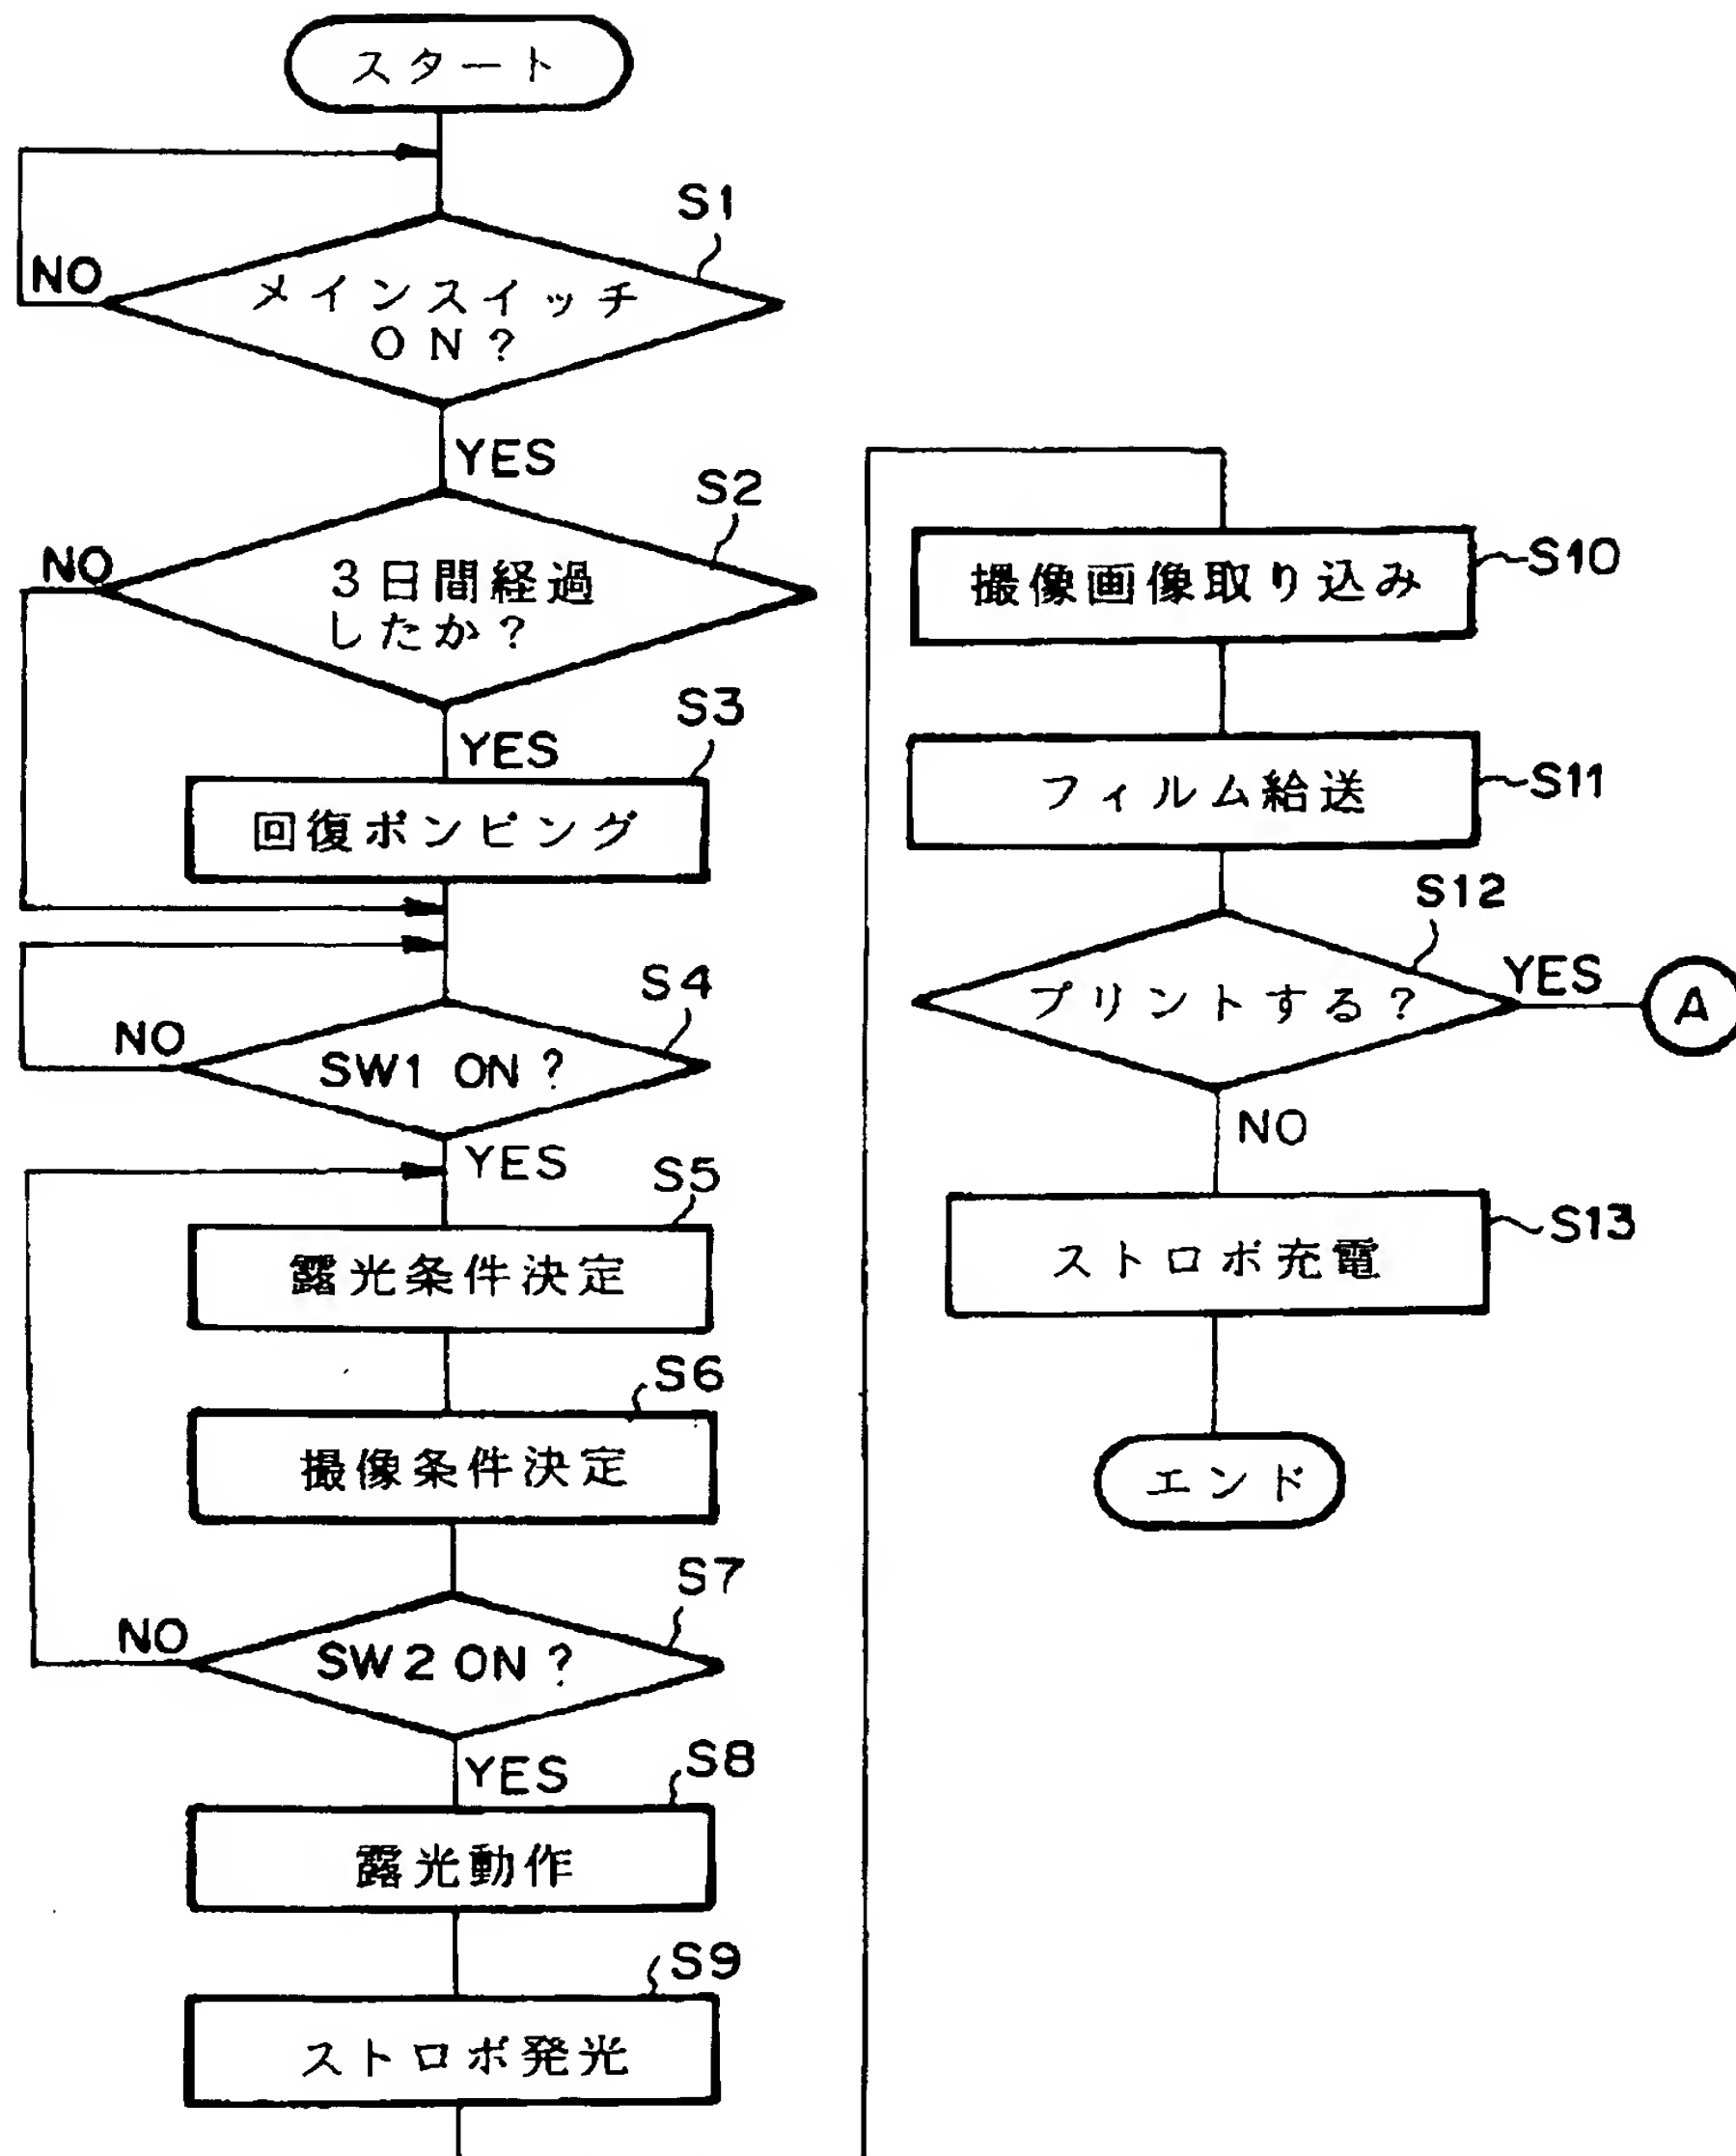 スタート
S1
NO
メインスイッチ
ON?
YES
S2
NO
3日間経過
したか?
S3
YES
回復ポンピング
S4
NO
SW1 ON?
YES
S5
露光条件決定
S6
撮像条件決定
S7
NO
SW2 ON?
YES
S8
露光動作
S9
ストロボ発光
S10
撮像画像取り込み
S11
フィルム給送
S12
プリントする?
YES
A
NO
S13
ストロボ充電
エンド